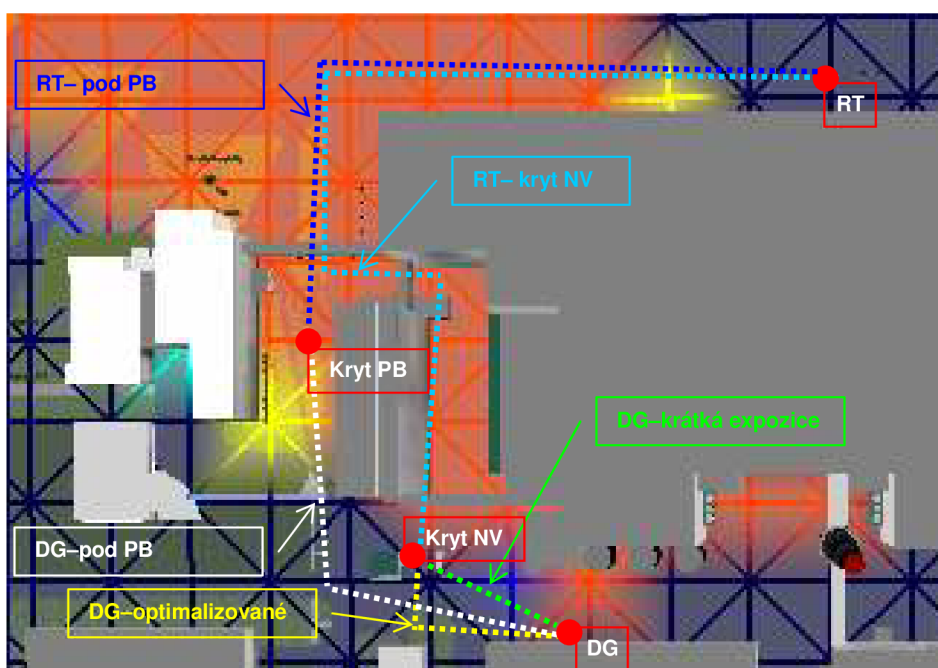 RT– pod PB
RT
RT– kryt NV
Kryt PB
DG–krátká expozice
Kryt NV
DG–pod PB
DG–optimalizované
DG